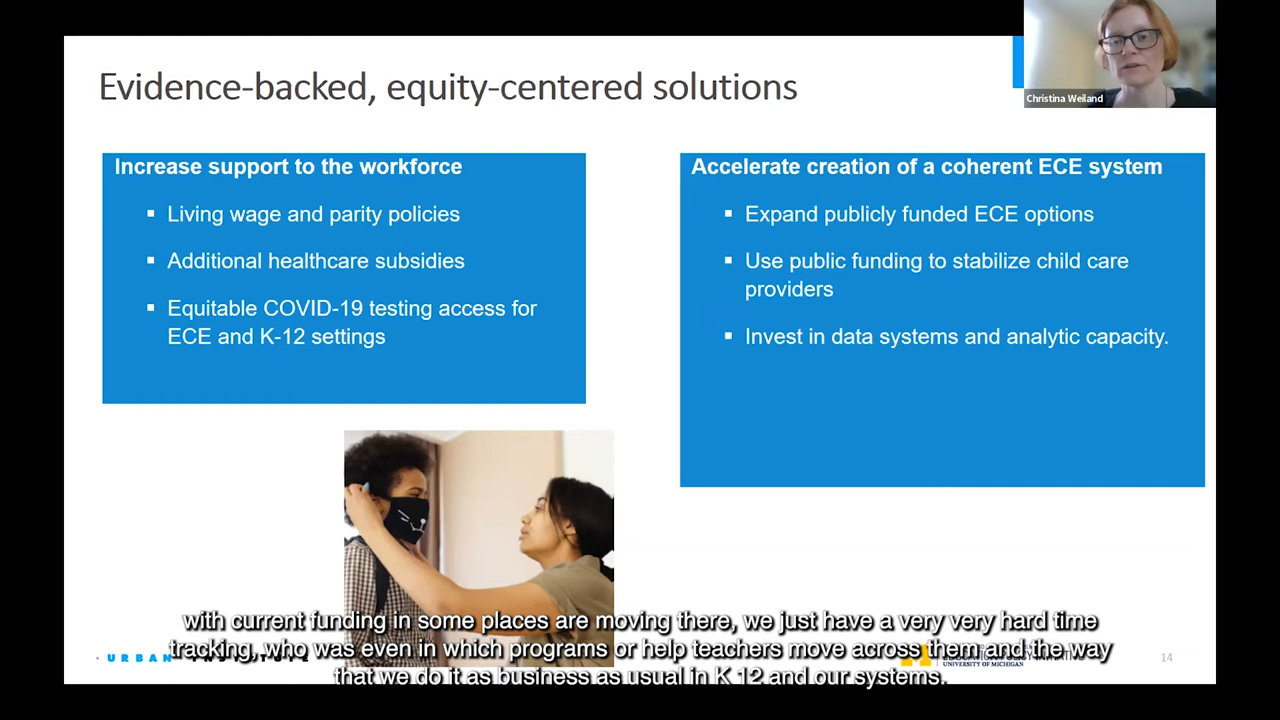 Evidence-backed, equity-centered solutions
Christina Weiland
Increase support to the workforce
▪ Living wage and parity policies
▪ Additional healthcare subsidies
▪ Equitable COVID-19 testing access for
ECE and K-12 settings
Accelerate creation of a coherent ECE system
▪ Expand publicly funded ECE options
▪ Use public funding to stabilize child care
providers
▪ Invest in data systems and analytic capacity.
with current funding in some places are moving there, we just have a very very hard time
tracking, who was even in which programs or help teachers move across them and the way
that we do it as business as usual in K 12 and our systems.
URBAN INSTITUTE
UNIVERSITY OF MICHIGAN
14